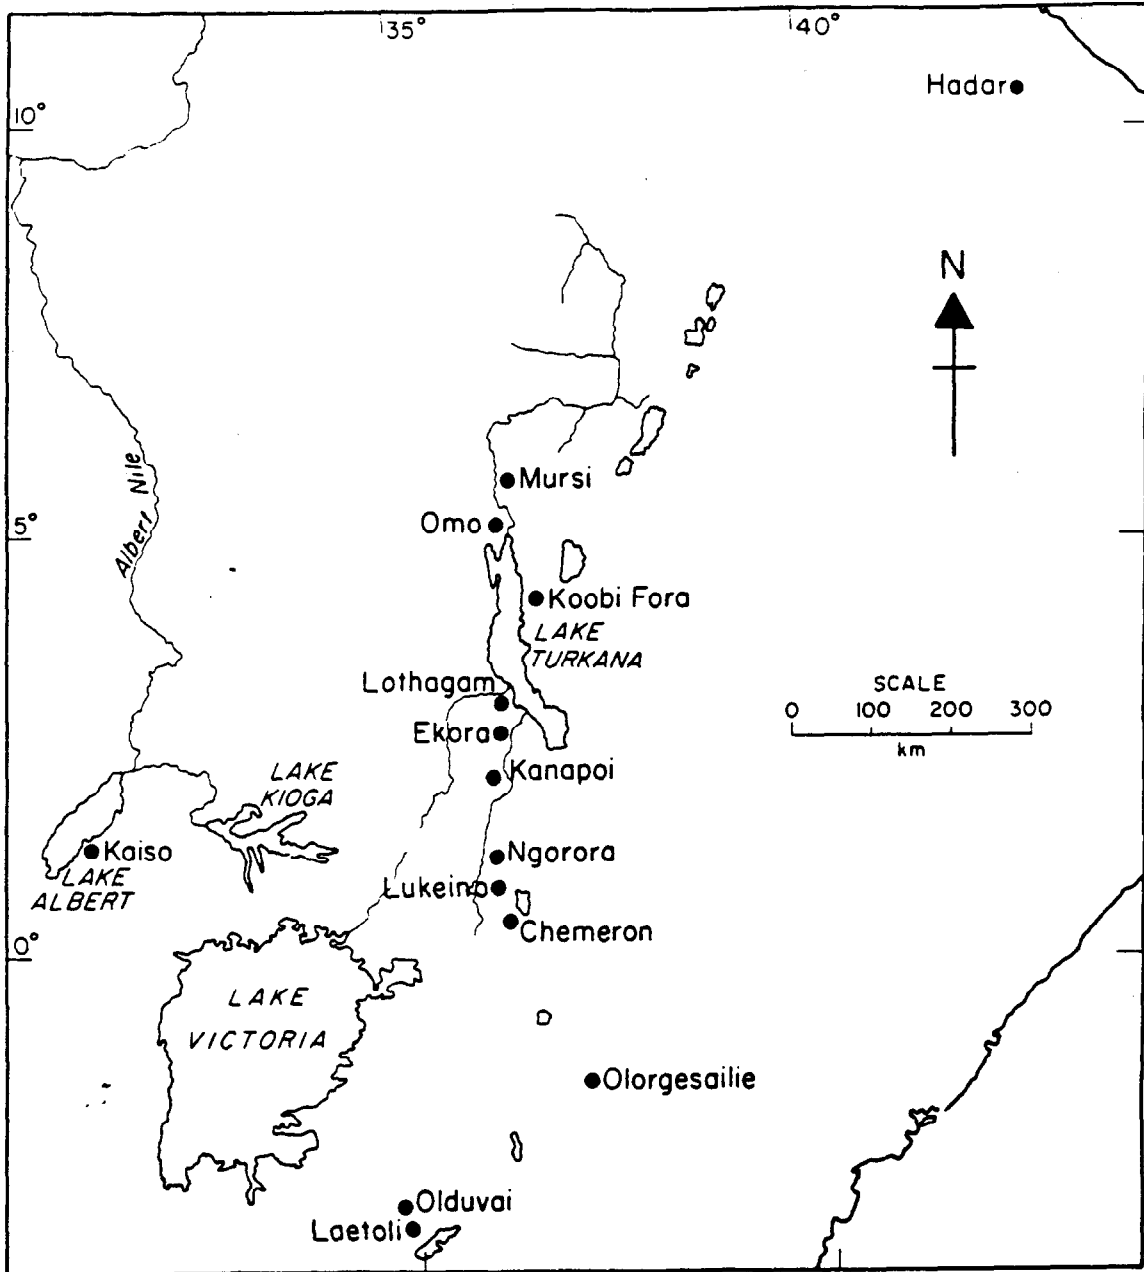 35°
40°
Hadar
10°
N
Albert Nile
Mursi
Omo
5°
Koobi Fora
LAKE
TURKANA
Lothagam
SCALE
0 100 200 300
km
Ekora
Kanapoi
LAKE
KIOGA
Kaiso
LAKE
ALBERT
Ngorora
Lukeino
Chemeron
0°
LAKE
VICTORIA
Olorgesailie
Olduvai
Laetoli